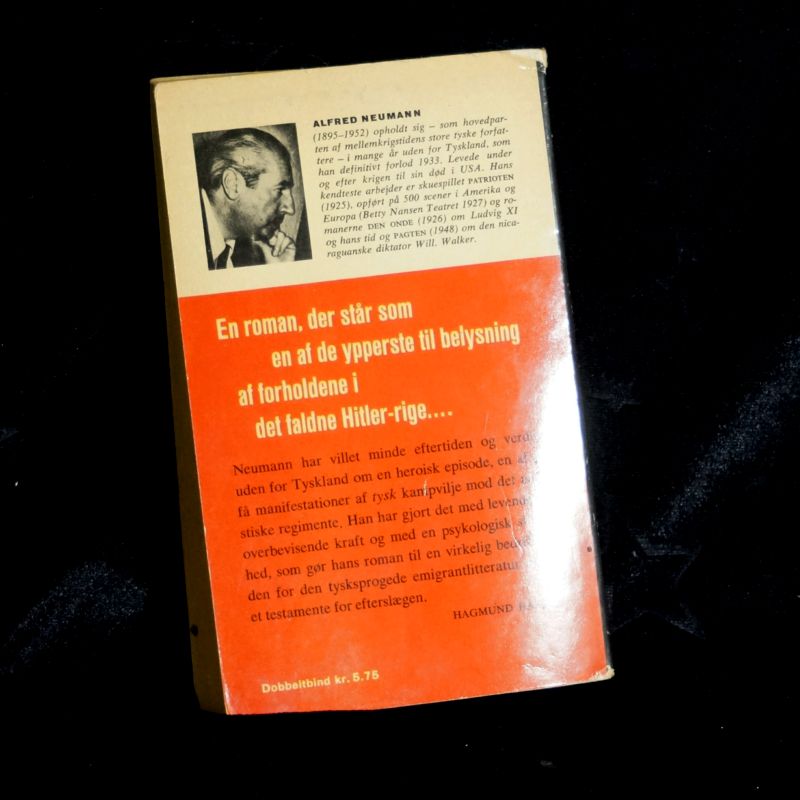 ALFRED NEUMANN
(1895–1952) opholdt sig – som hovedpar-
ten af mellemkrigstidens store tyske forfat-
tere – i mange år uden for Tyskland, som
han definitivt forlod 1933. Levede under
og efter krigen til sin død i USA. Hans
kendteste arbejder er skuespillet PATRIOTEN
(1925), opført på 500 scener i Amerika og
Europa (Betty Nansen Teatret 1927) og ro-
manerne DEN ONDE (1926) om Ludvig XI
og hans tid og PAGTEN (1948) om den nica-
raguanske diktator Will. Walker.
En roman, der står som
en af de ypperste til belysning
af forholdene i
det faldne Hitler-rige....
Neumann har villet minde eftertiden og
uden for Tyskland om en heroisk episode, en
få manifestationer af tysk kampvilje mod det
stiske regimente. Han har gjort det med
overbevisende kraft og med en psykologisk
hed, som gør hans roman til en virkelig
den for den tysksprogede
et testamente for efterslægten.
HAGMUND
Dobbeltbind kr. 5.75